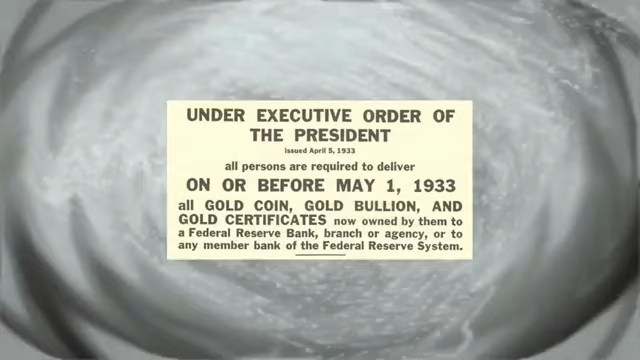 UNDER EXECUTIVE ORDER OF
THE PRESIDENT
issued April 5, 1933
all persons are required to deliver
ON OR BEFORE MAY 1, 1933
all GOLD COIN, GOLD BULLION, AND
GOLD CERTIFICATES now owned by them to
a Federal Reserve Bank, branch or agency, or to
any member bank of the Federal Reserve System.